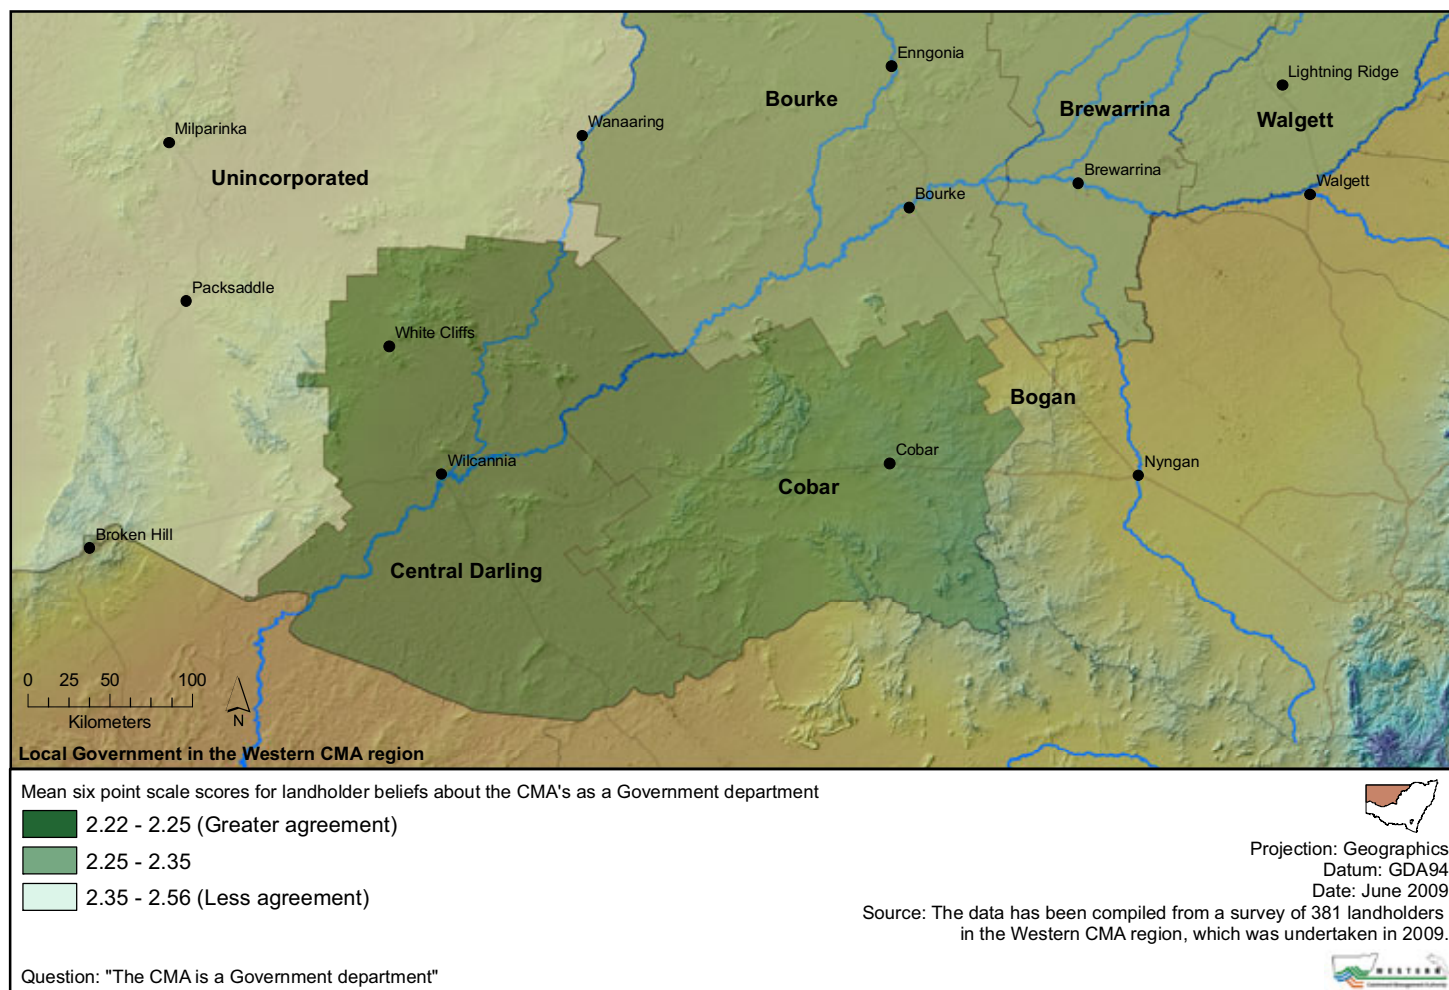 Enngonia
Lightning Ridge
Bourke
Brewarrina
Walgett
Milparinka
Wanaaring
Unincorporated
Brewarrina
Walgett
Bourke
Packsaddle
White Cliffs
Bogan
Wilcannia
Cobar
Nyngan
Cobar
Broken Hill
Central Darling
0 25 50 100
Kilometers
N
Local Government in the Western CMA region
Mean six point scale scores for landholder beliefs about the CMA's as a Government department
2.22 - 2.25 (Greater agreement)
2.25 - 2.35
2.35 - 2.56 (Less agreement)
Projection: Geographics
Datum: GDA94
Date: June 2009
Source: The data has been compiled from a survey of 381 landholders
in the Western CMA region, which was undertaken in 2009.
Question: "The CMA is a Government department"
WESTERN